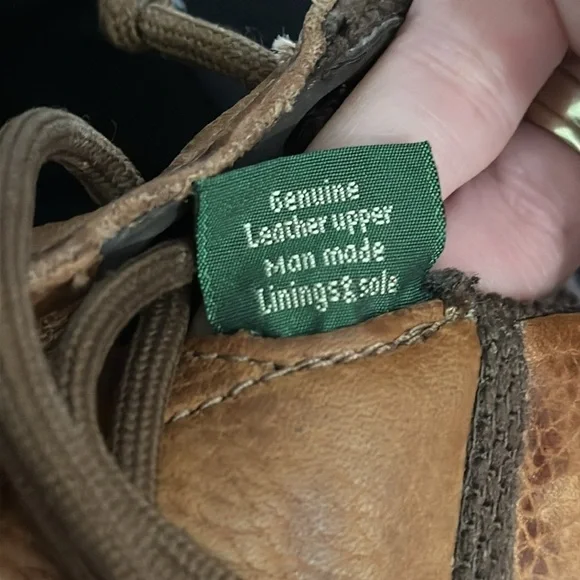 Genuine
Leather upper
Man made
Linings & sole